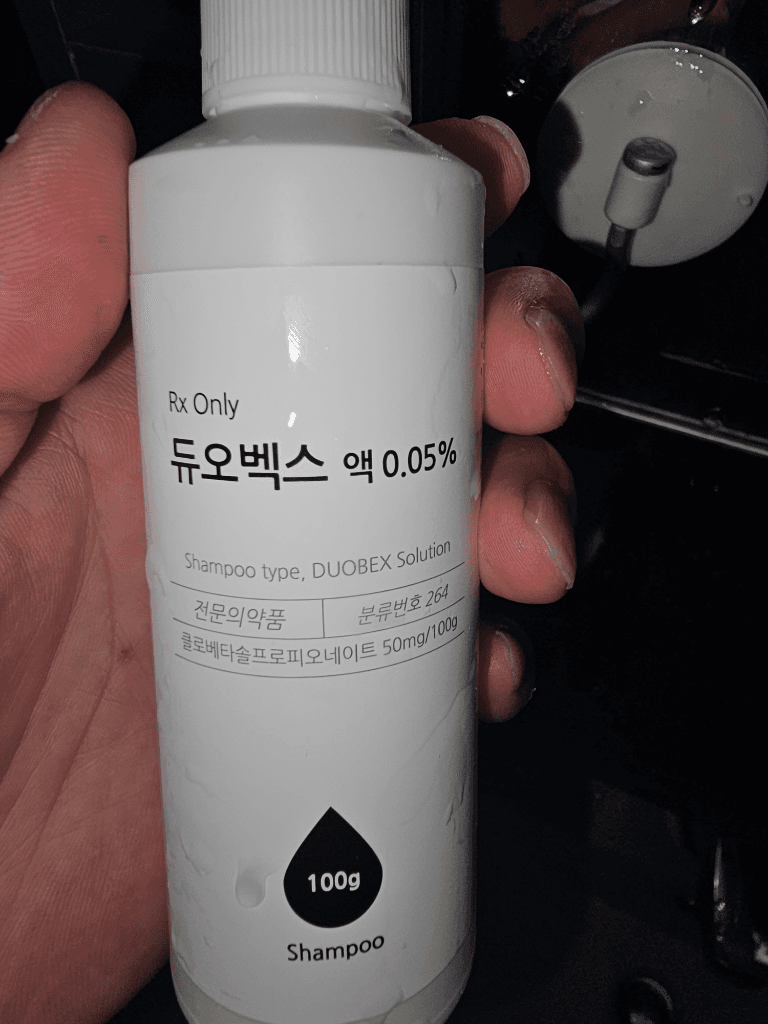 Rx Only
듀오벡스 액 0.05%
Shampoo type, DUOBEX Solution
전문의약품 분류번호 264
클로베타솔프로피오네이트 50mg/100g
100g
Shampoo